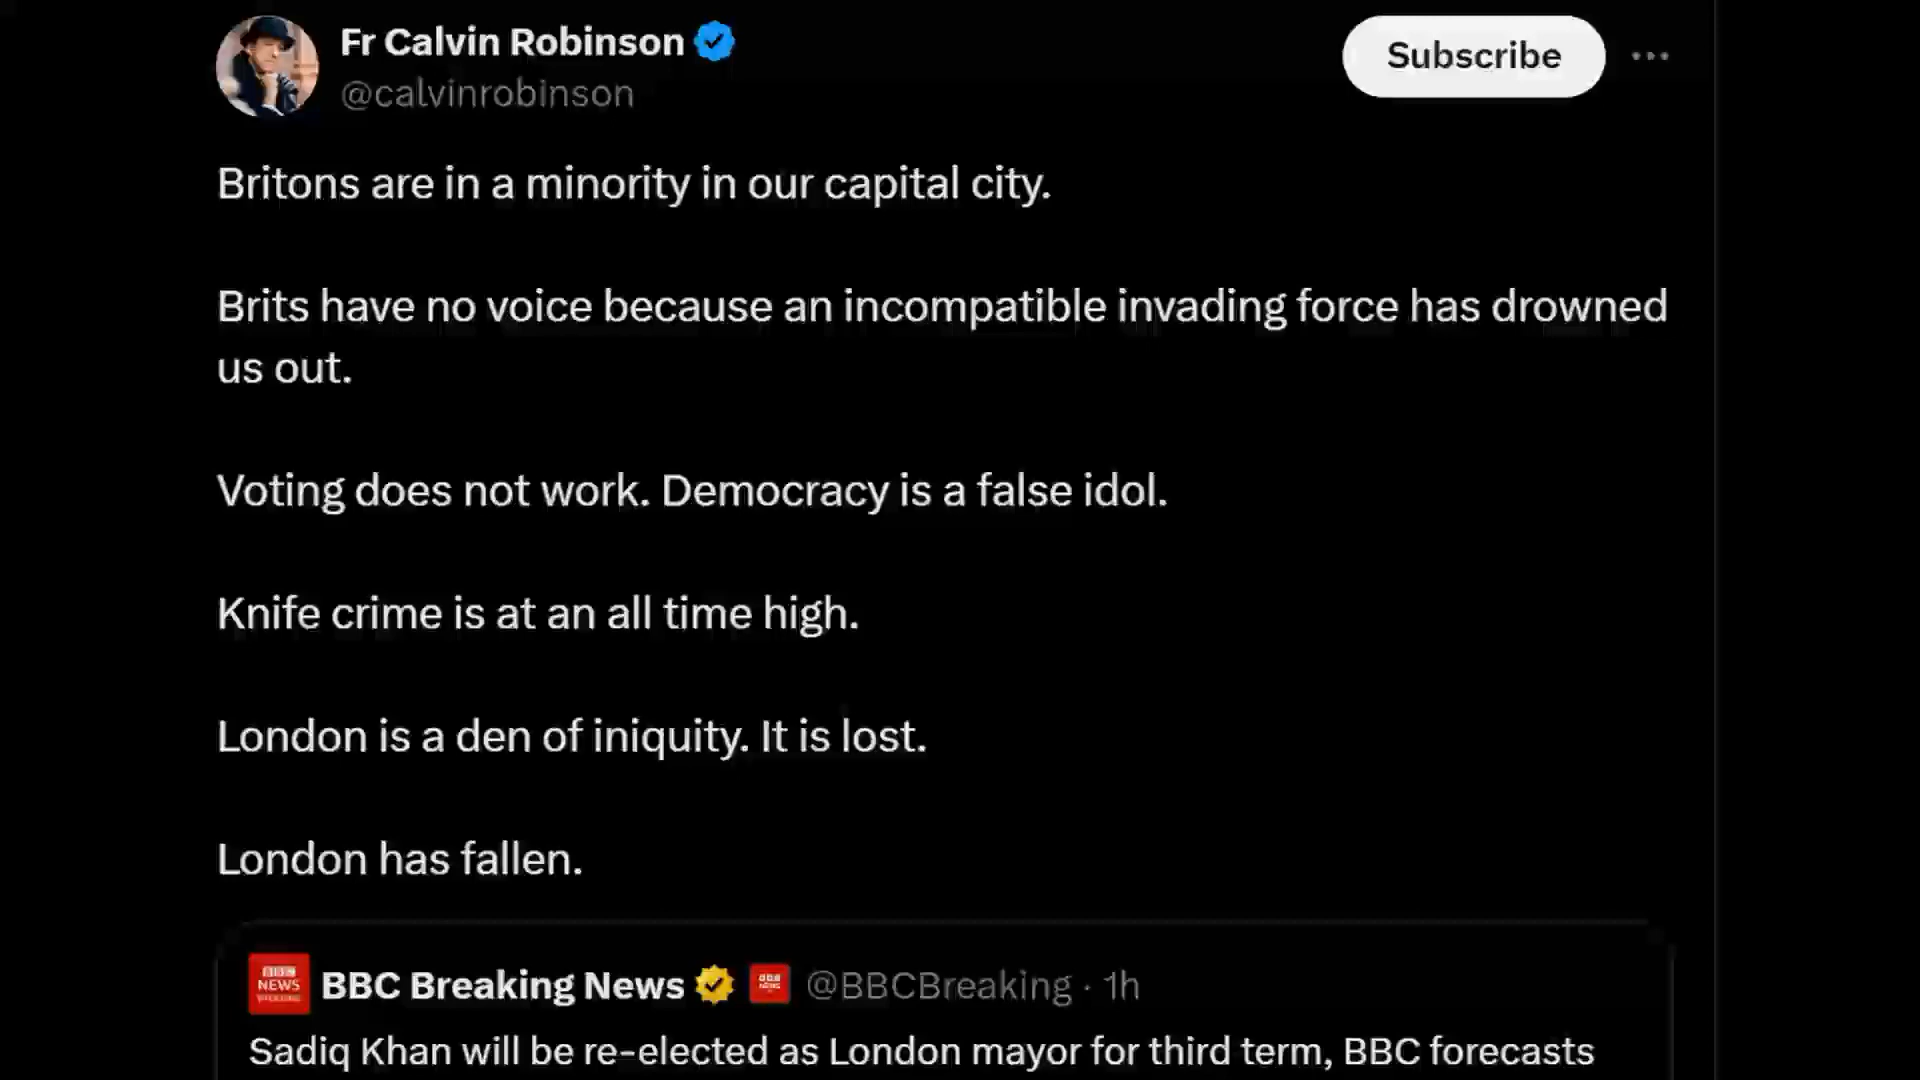 Fr Calvin Robinson
@calvinrobinson
Subscribe
Britons are in a minority in our capital city.
Brits have no voice because an incompatible invading force has drowned
us out.
Voting does not work. Democracy is a false idol.
Knife crime is at an all time high.
London is a den of iniquity. It is lost.
London has fallen.
BBC NEWS
BBC Breaking News @BBCBreaking · 1h
Sadiq Khan will be re-elected as London mayor for third term, BBC forecasts